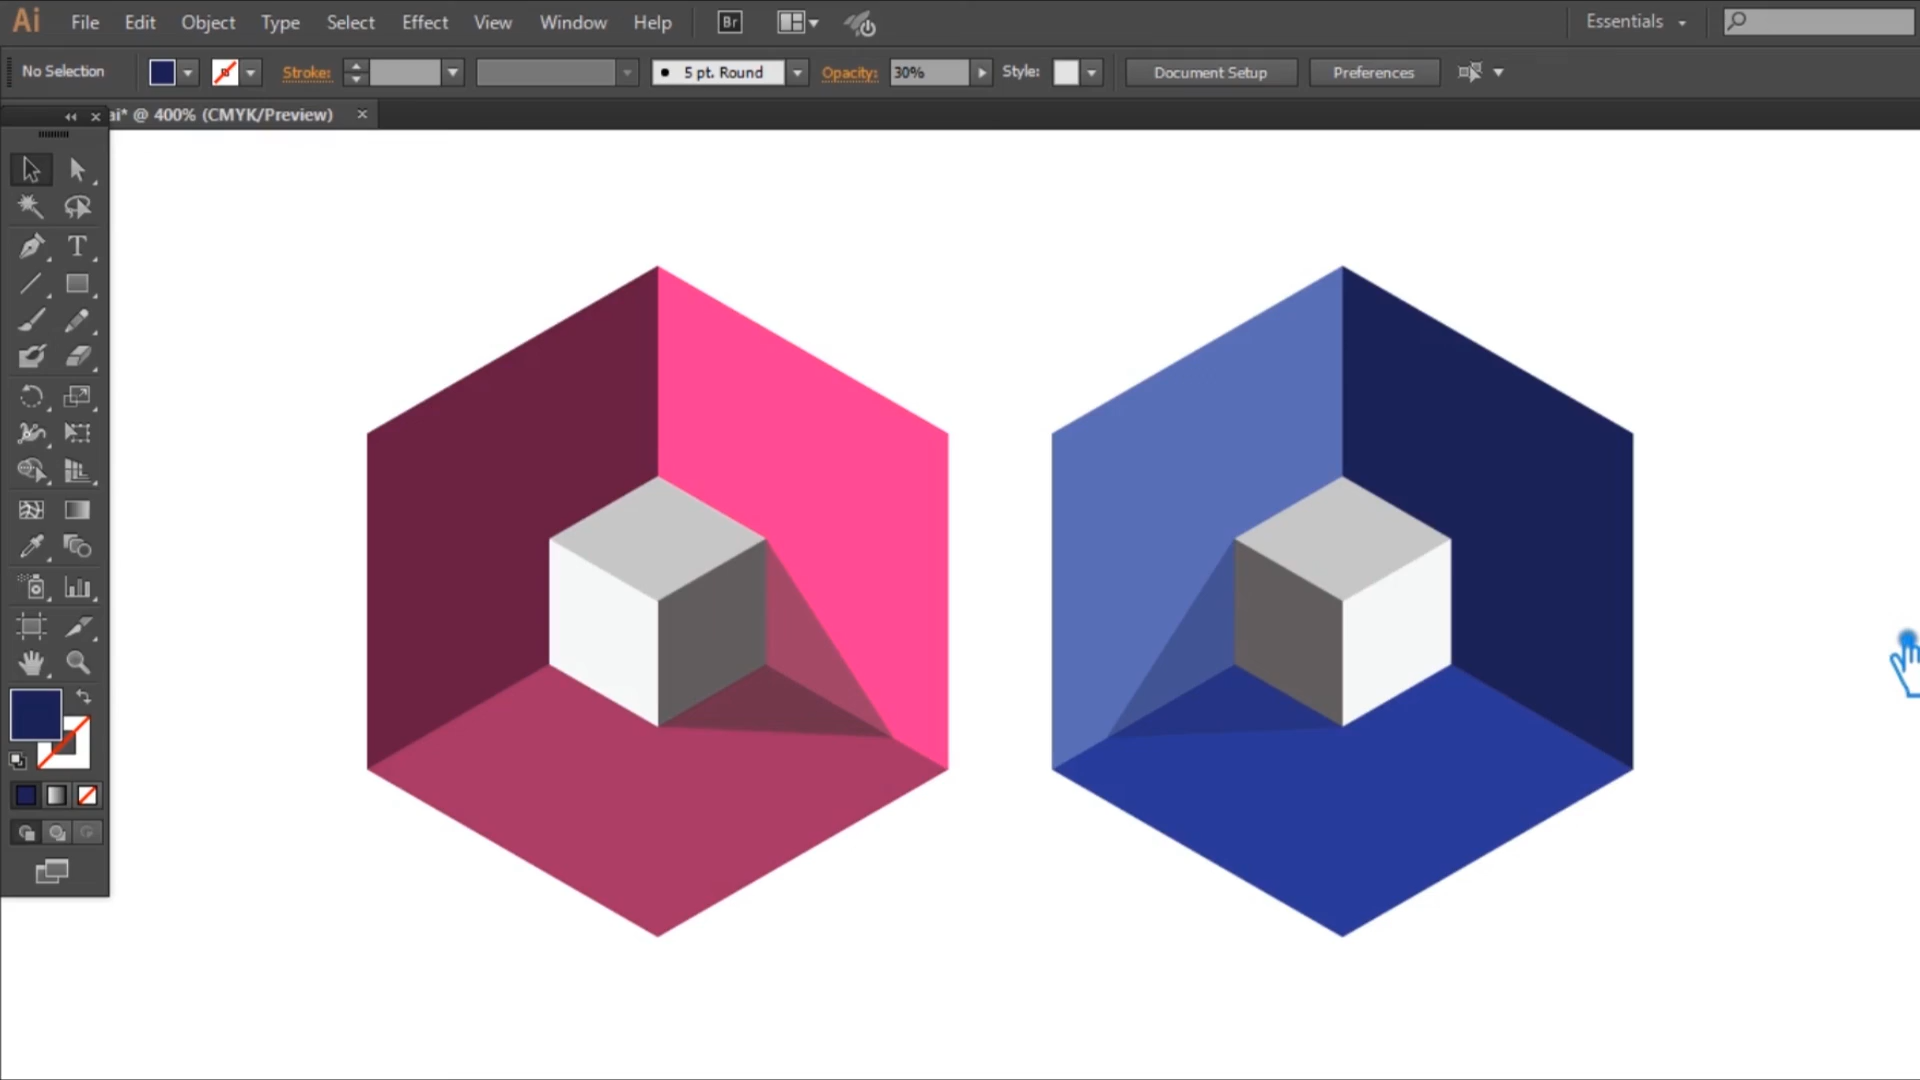 Ai File Edit Object Type Select Effect View Window Help Br Essentials
No Selection Stroke: 5 pt. Round Opacity: 30% Style: Document Setup Preferences
ai* @ 400% (CMYK/Preview) ×
T